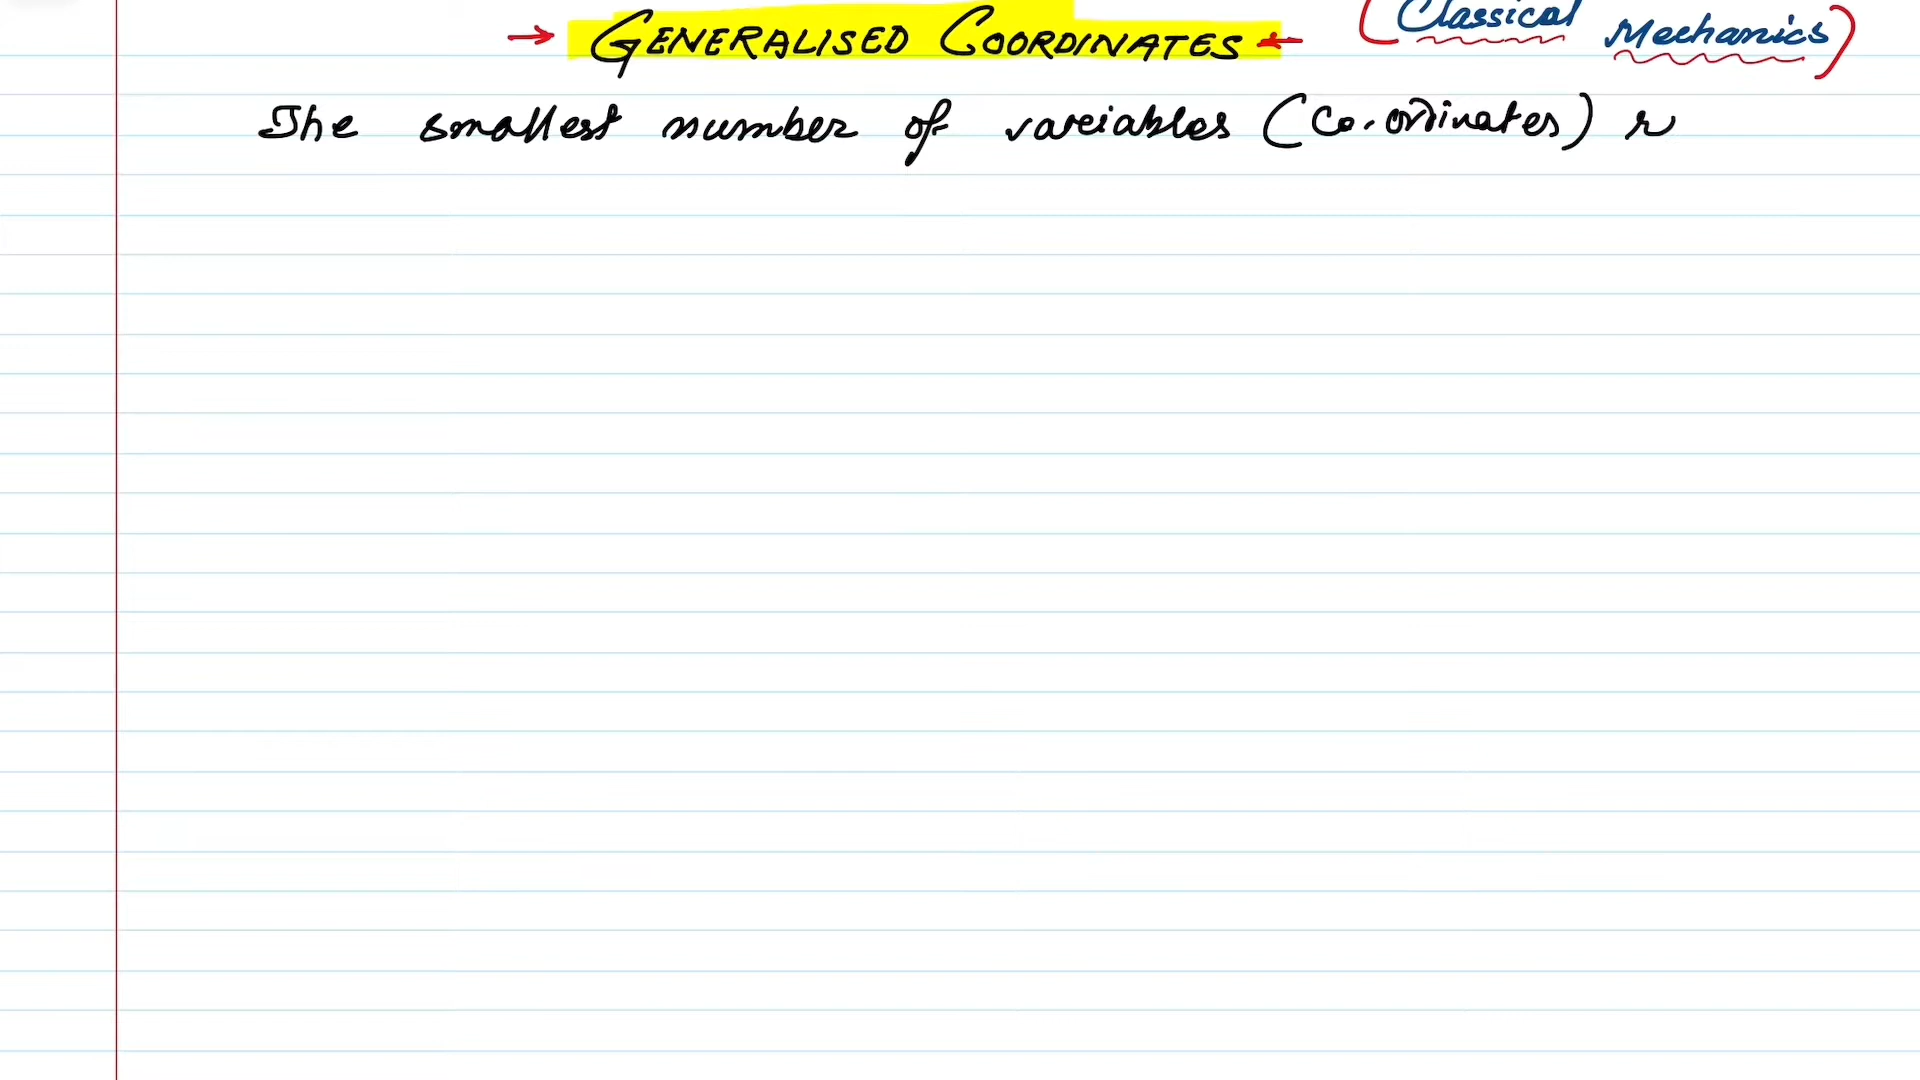 → GENERALISED COORDINATES ← (Classical Mechanics)
The smallest number of variables (Co-ordinates) r